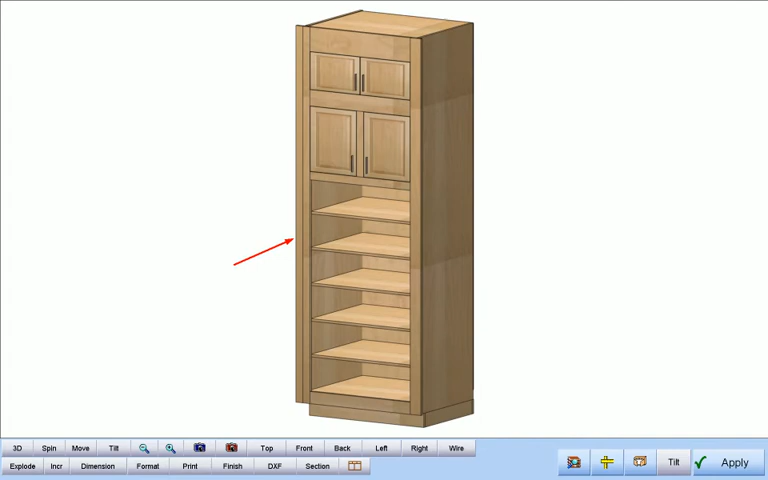 3D Spin Move Tilt Top Front Back Left Right Wire
Explode Incr Dimension Format Print Finish DXF Section Tilt Apply